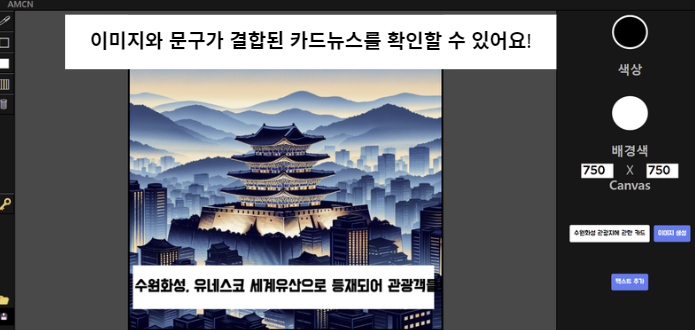 AMCN
이미지와 문구가 결합된 카드뉴스를 확인할 수 있어요!
색상
배경색
750 X 750
Canvas
수원화성 관광지에 관한 카드
이미지 생성
텍스트 추가
수원화성, 유네스코 세계유산으로 등재되어 관광객들